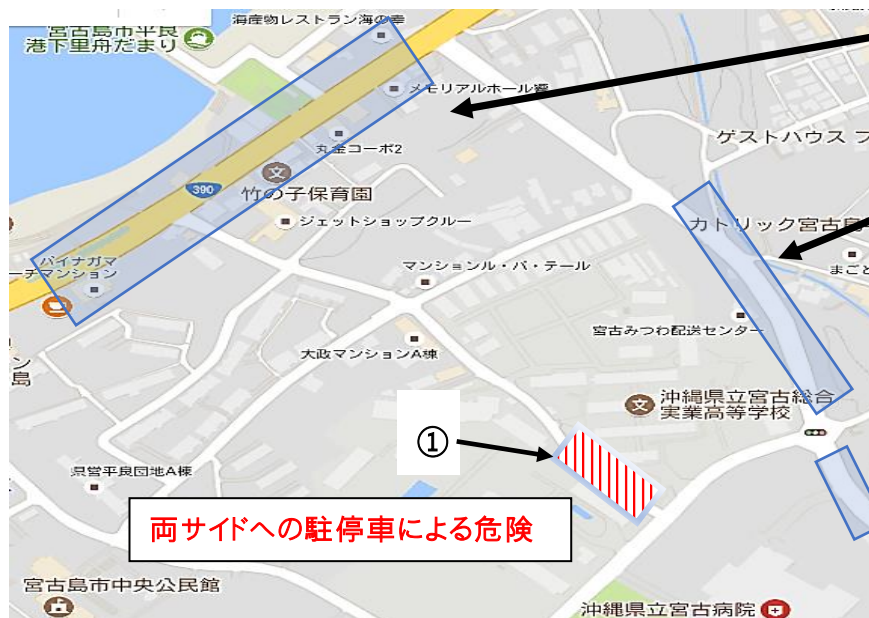 海産物レストラン海の幸
宮古島市平良
港下里舟だまり
メモリアルホール響
丸金コーポ2
ゲストハウス フ
390
竹の子保育園
ジェットショップクルー
カトリック宮古島
パイナガマ
ーチマンション
マンションル・パ・テール
まごと
宮古みつわ配送センター
大政マンションA棟
ン
島
沖縄県立宮古総合
実業高等学校
①
県営平良団地A棟
両サイドへの駐停車による危険
宮古島市中央公民館
沖縄県立宮古病院